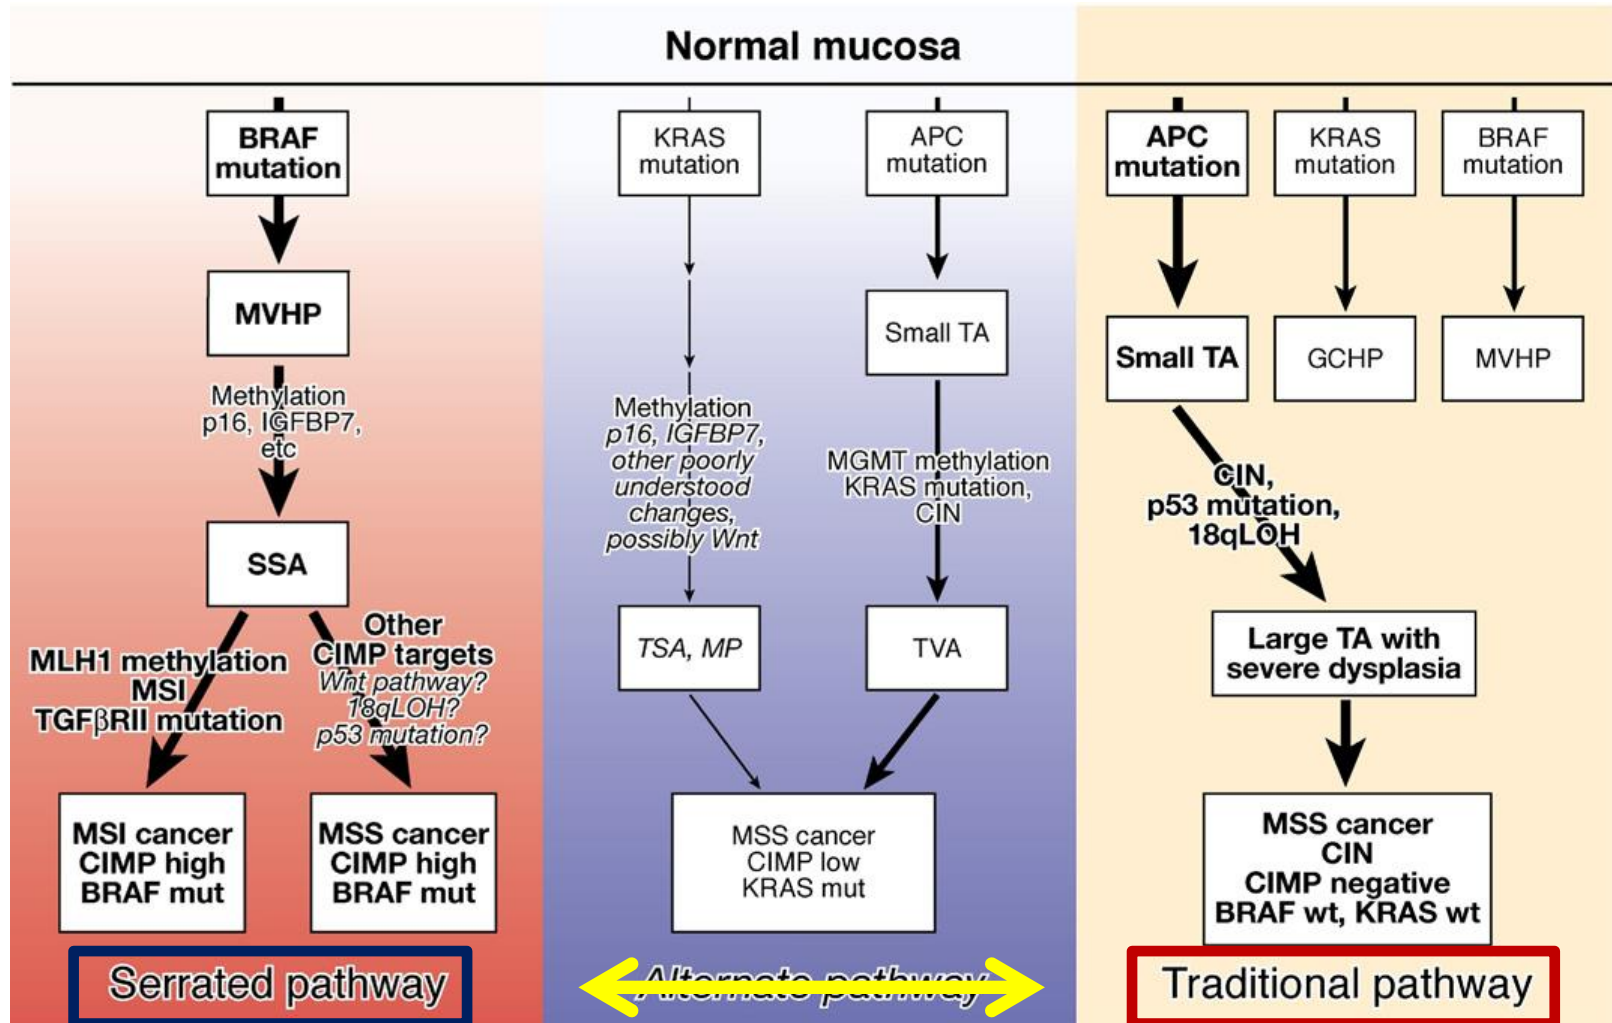 Normal mucosa
BRAF
mutation
MVHP
Methylation
p16, IGFBP7,
etc
SSA
MLH1 methylation
MSI
TGFβRII mutation
Other
CIMP targets
Wnt pathway?
18qLOH?
p53 mutation?
MSI cancer
CIMP high
BRAF mut
MSS cancer
CIMP high
BRAF mut
Serrated pathway
KRAS
mutation
Methylation
p16, IGFBP7,
other poorly
understood
changes,
possibly Wnt
TSA, MP
APC
mutation
Small TA
MGMT methylation
KRAS mutation,
CIN
TVA
MSS cancer
CIMP low
KRAS mut
Alternate pathway
APC
mutation
Small TA
KRAS
mutation
GCHP
BRAF
mutation
MVHP
CIN,
p53 mutation,
18qLOH
Large TA with
severe dysplasia
MSS cancer
CIN
CIMP negative
BRAF wt, KRAS wt
Traditional pathway